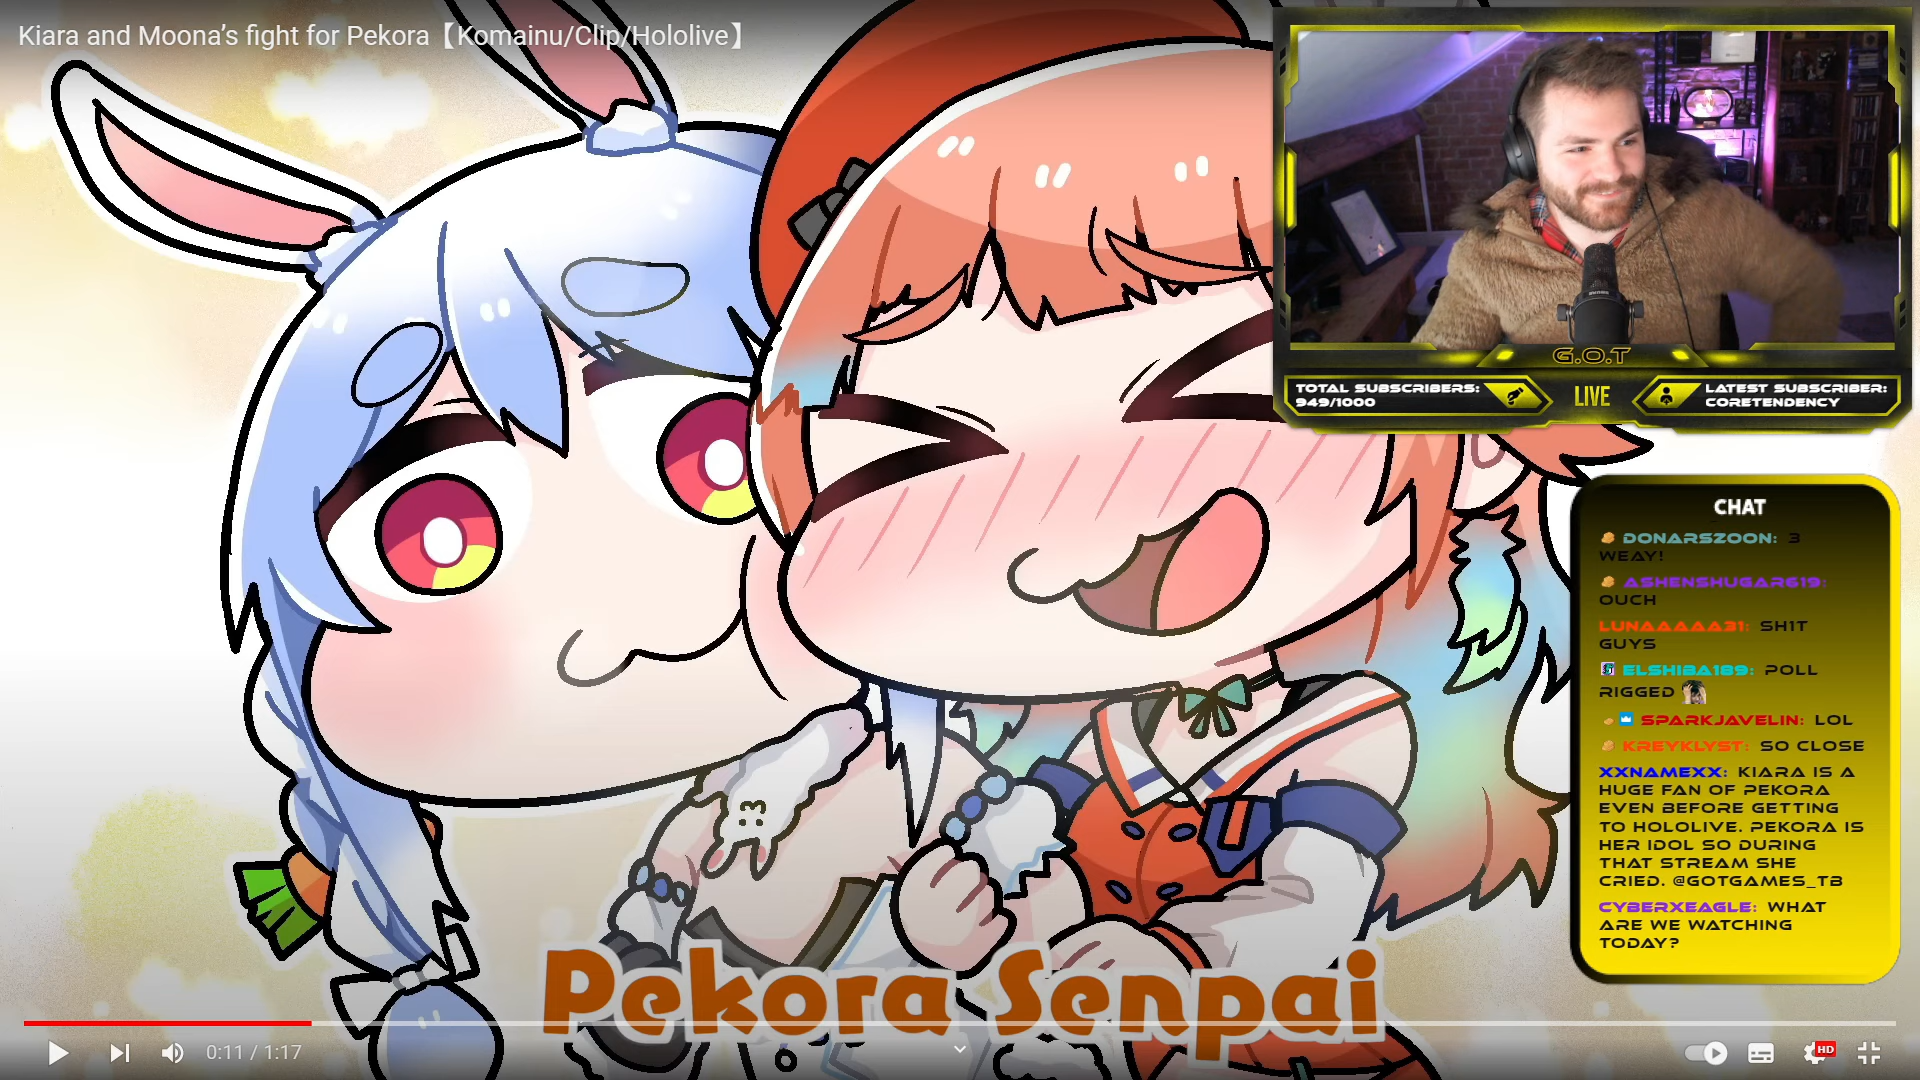 Kiara and Moona’s fight for Pekora【Komainu/Clip/Hololive】
G.O.T
TOTAL SUBSCRIBERS:
949/1000
LIVE
LATEST SUBSCRIBER:
CORETENDENCY
CHAT
DONARSZOON: 3
WEAY!
ASHENSHUGAR619:
OUCH
LUNAAAAA31: SH1T
GUYS
ELSHIBA189: POLL
RIGGED
SPARKJAVELIN: LOL
KREYKLYST: SO CLOSE
XXNAMEXX: KIARA IS A
HUGE FAN OF PEKORA
EVEN BEFORE GETTING
TO HOLOLIVE. PEKORA IS
HER IDOL SO DURING
THAT STREAM SHE
CRIED. @GOTGAMES_TB
CYBERXEAGLE: WHAT
ARE WE WATCHING
TODAY?
Pekora Senpai
0:11 / 1:17
HD